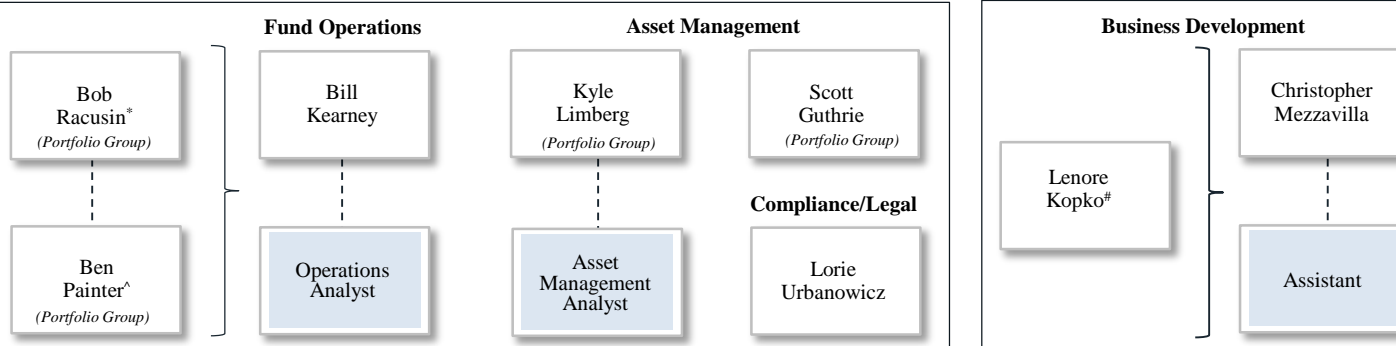 Fund Operations
Asset Management
Business Development
Bob
Racusin*
(Portfolio Group)
Bill
Kearney
Kyle
Limberg
(Portfolio Group)
Scott
Guthrie
(Portfolio Group)
Christopher
Mezzavilla
Lenore
Kopko#
Compliance/Legal
Ben
Painter^
(Portfolio Group)
Operations
Analyst
Asset
Management
Analyst
Lorie
Urbanowicz
Assistant